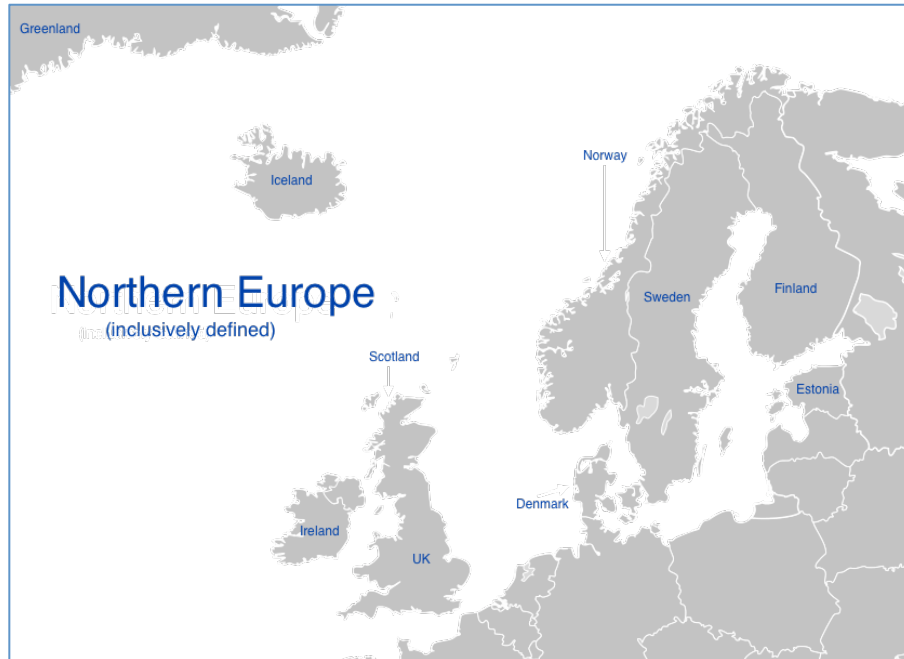 Greenland
Norway
Iceland
Northern Europe
(inclusively defined)
Sweden
Finland
Scotland
Estonia
Denmark
Ireland
UK